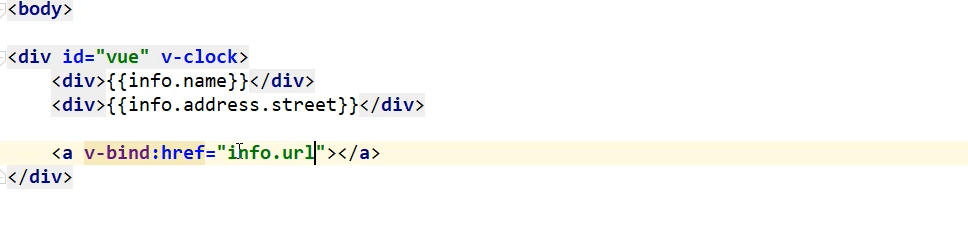 <body>
<div id="vue" v-clock>
<div>{{info.name}}</div>
<div>{{info.address.street}}</div>
<a v-bind:href="info.url"></a>
</div>